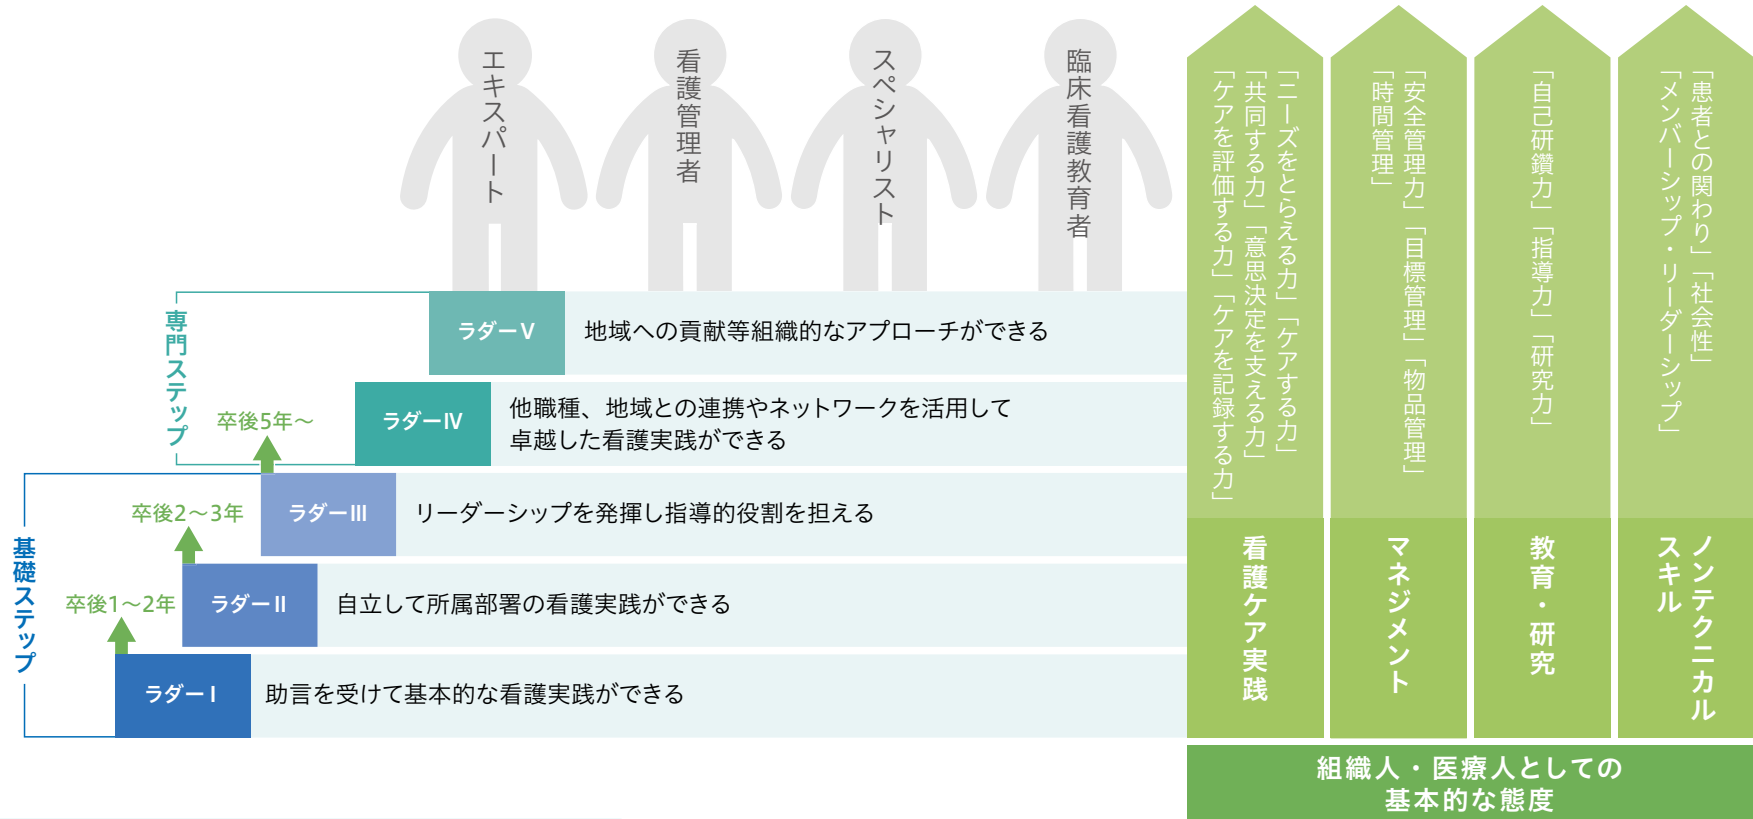 エキスパート
看護管理者
スペシャリスト
臨床看護教育者
専門ステップ
ラダーⅤ
地域への貢献等組織的なアプローチができる
卒後5年～
ラダーⅣ
他職種、地域との連携やネットワークを活用して
卓越した看護実践ができる
基礎ステップ
卒後2～3年
ラダーⅢ
リーダーシップを発揮し指導的役割を担える
卒後1～2年
ラダーⅡ
自立して所属部署の看護実践ができる
ラダーⅠ
助言を受けて基本的な看護実践ができる
「ニーズをとらえる力」「ケアする力」
「共同する力」「意思決定を支える力」
「ケアを評価する力」「ケアを記録する力」
看護ケア実践
「安全管理力」「目標管理」「物品管理」
「時間管理」
マネジメント
「自己研鑽力」「指導力」「研究力」
教育・研究
「患者との関わり」「社会性」
「メンバーシップ・リーダーシップ」
ノンテクニカル
スキル
組織人・医療人としての
基本的な態度